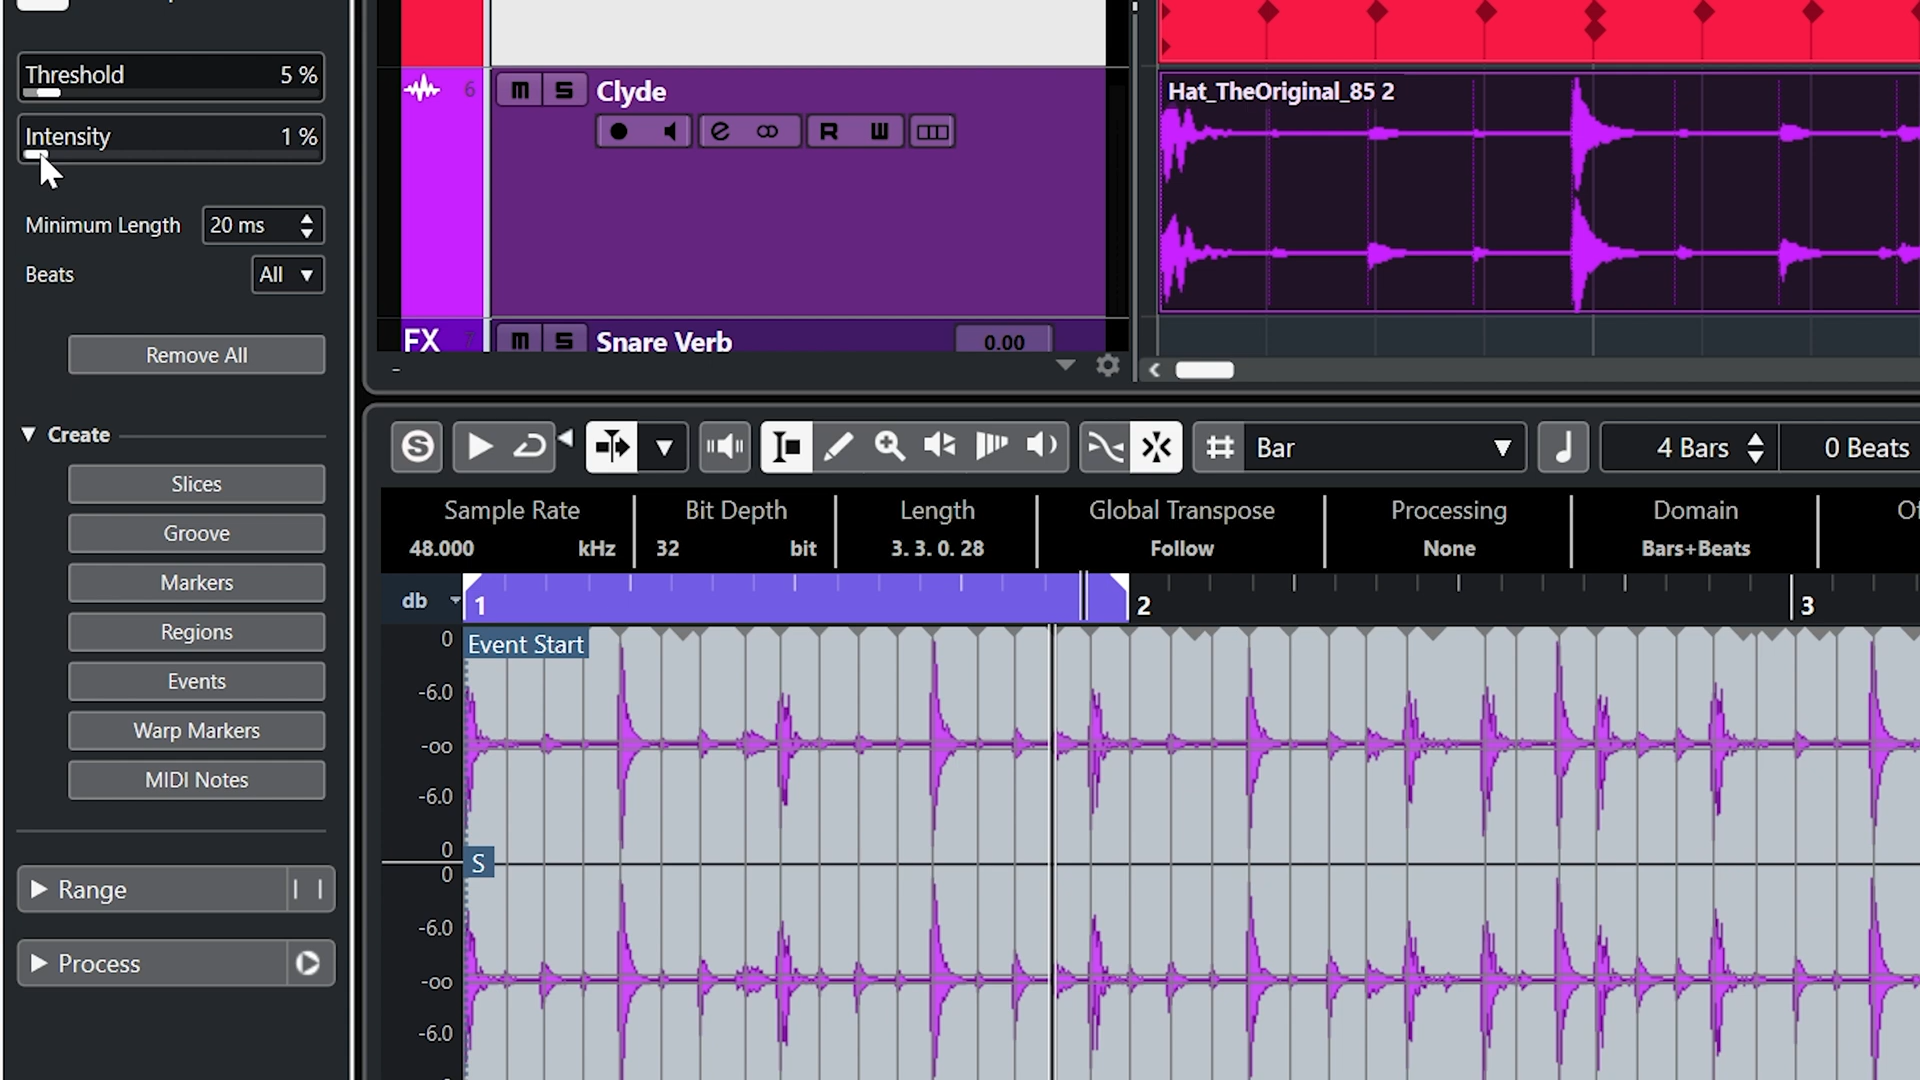 Threshold 5 %
Intensity 1 %
Minimum Length 20 ms
Beats All
Remove All
Create
Slices
Groove
Markers
Regions
Events
Warp Markers
MIDI Notes
Range
Process
6 m S Clyde
e R W
FX 7 m S Snare Verb 0.00
Hat_TheOriginal_85 2
S Bar 4 Bars 0 Beats
Sample Rate Bit Depth Length Global Transpose Processing Domain
48.000 kHz 32 bit 3. 3. 0. 28 Follow None Bars+Beats
db 1 2 3
Event Start
0
-6.0
-oo
-6.0
0
S
0
-6.0
-oo
-6.0